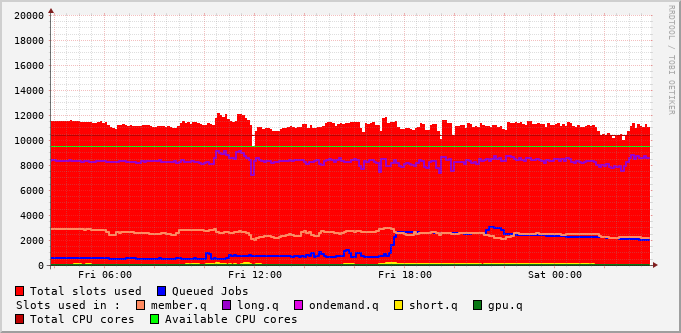 20000
18000
16000
14000
12000
10000
8000
6000
4000
2000
0
Fri 06:00 Fri 12:00 Fri 18:00 Sat 00:00
Total slots used Queued Jobs
Slots used in : member.q long.q ondemand.q short.q gpu.q
Total CPU cores Available CPU cores
RRDTOOL / TOBI OETIKER